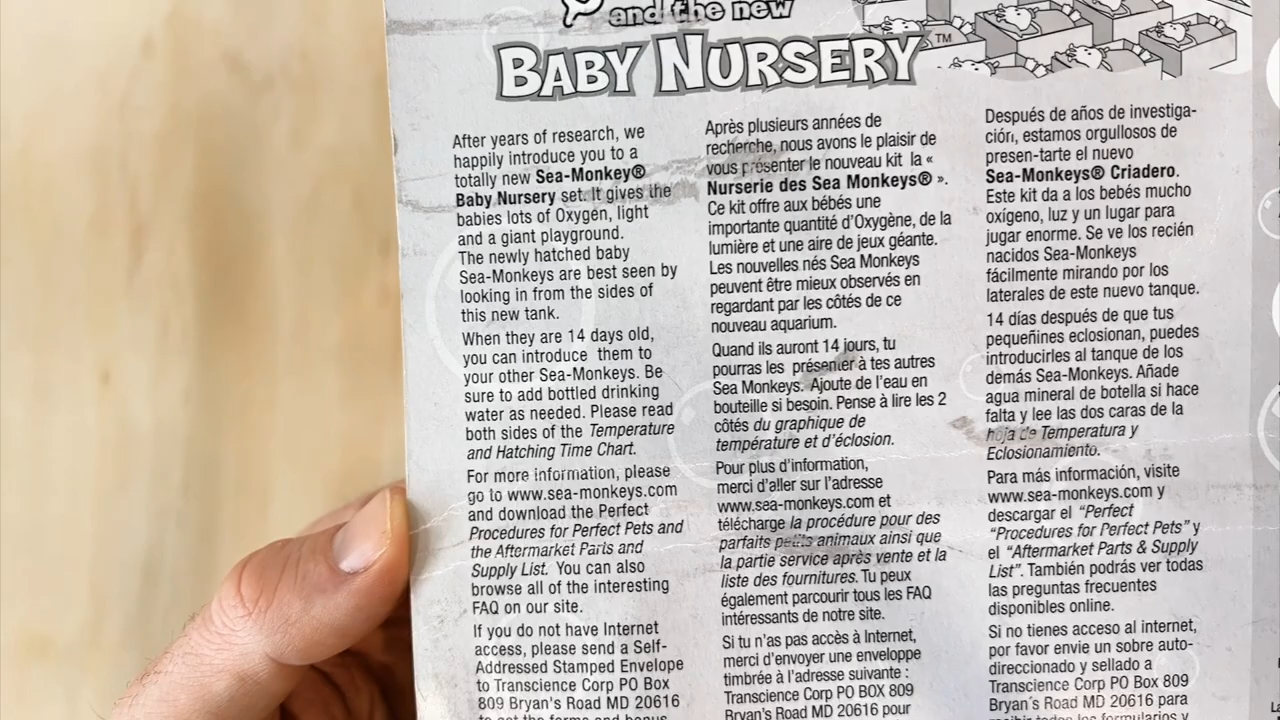 and the new
BABY NURSERY™
After years of research, we
happily introduce you to a
totally new Sea-Monkey®
Baby Nursery set. It gives the
babies lots of Oxygen, light
and a giant playground.
The newly hatched baby
Sea-Monkeys are best seen by
looking in from the sides of
this new tank.
When they are 14 days old,
you can introduce them to
your other Sea-Monkeys. Be
sure to add bottled drinking
water as needed. Please read
both sides of the Temperature
and Hatching Time Chart.
For more information, please
go to www.sea-monkeys.com
and download the Perfect
Procedures for Perfect Pets and
the Aftermarket Parts and
Supply List. You can also
browse all of the interesting
FAQ on our site.
If you do not have Internet
access, please send a Self-
Addressed Stamped Envelope
to Transcience Corp PO Box
809 Bryan's Road MD 20616
to get the forms and bonus
Après plusieurs années de
recherche, nous avons le plaisir de
vous présenter le nouveau kit la «
Nurserie des Sea Monkeys® ».
Ce kit offre aux bébés une
importante quantité d'Oxygène, de la
lumière et une aire de jeux géante.
Les nouvelles nés Sea Monkeys
peuvent être mieux observés en
regardant par les côtés de ce
nouveau aquarium.
Quand ils auront 14 jours, tu
pourras les présenter à tes autres
Sea Monkeys. Ajoute de l'eau en
bouteille si besoin. Pense à lire les 2
côtés du graphique de
température et d'éclosion.
Pour plus d'information,
merci d'aller sur l'adresse
www.sea-monkeys.com et
télécharge la procédure pour des
parfaits petits animaux ainsi que
la partie service après vente et la
liste des fournitures. Tu peux
également parcourir tous les FAQ
intéressants de notre site.
Si tu n'as pas accès à Internet,
merci d'envoyer une enveloppe
timbrée à l'adresse suivante :
Transcience Corp PO BOX 809
Bryan's Road MD 20616 pour
Después de años de investiga-
ción, estamos orgullosos de
presen-tarte el nuevo
Sea-Monkeys® Criadero.
Este kit da a los bebés mucho
oxígeno, luz y un lugar para
jugar enorme. Se ve los recién
nacidos Sea-Monkeys
fácilmente mirando por los
laterales de este nuevo tanque.
14 días después de que tus
pequeñines eclosionan, puedes
introducirles al tanque de los
demás Sea-Monkeys. Añade
agua mineral de botella si hace
falta y lee las dos caras de la
hoja de Temperatura y
Eclosionamiento.
Para más información, visite
www.sea-monkeys.com y
descargar el “Perfect
“Procedures for Perfect Pets” y
el “Aftermarket Parts & Supply
List”. También podrás ver todas
las preguntas frecuentes
disponibles online.
Si no tienes acceso al internet,
por favor envie un sobre auto-
direccionado y sellado a
Transcience Corp PO Box 809
Bryan´s Road MD 20616 para
recibir todos los formularios y